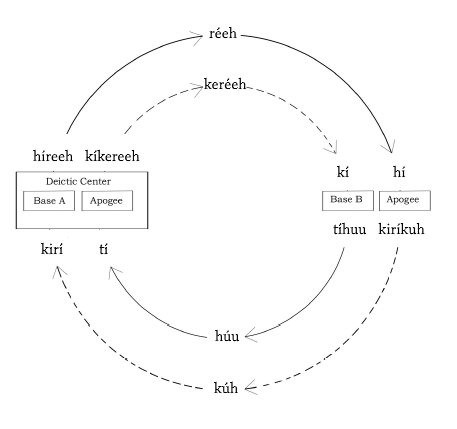 réeh
keréeh
híreeh kíkereeh
kí hí
Deictic Center
Base A Apogee
Base B Apogee
tíhuu kiríkuh
kirí tí
húu
kúh